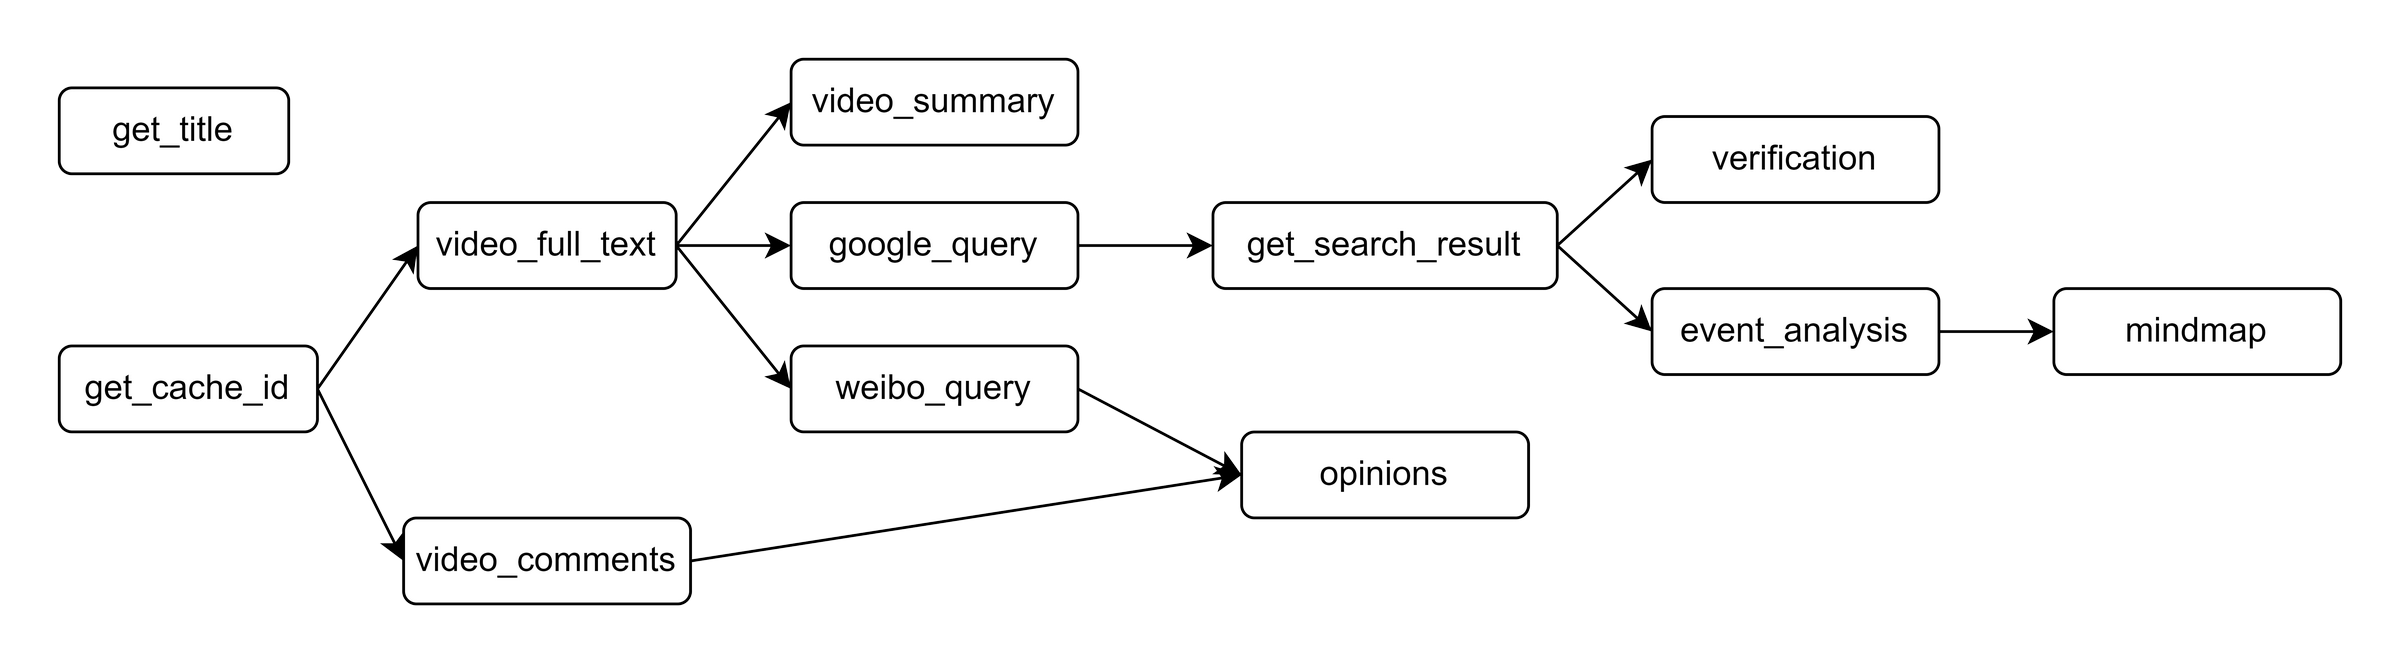 get_title
get_cache_id
video_full_text
video_comments
video_summary
google_query
weibo_query
get_search_result
opinions
verification
event_analysis
mindmap